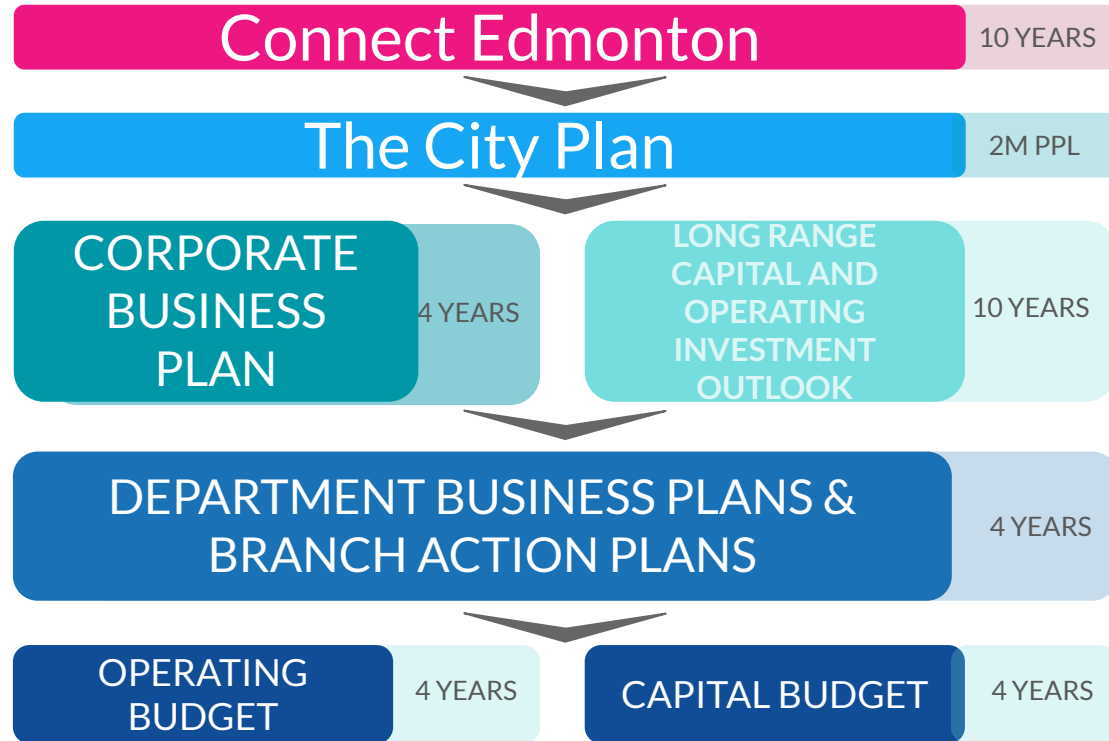 Connect Edmonton
10 YEARS
The City Plan
2M PPL
CORPORATE
BUSINESS
PLAN
4 YEARS
LONG RANGE
CAPITAL AND
OPERATING
INVESTMENT
OUTLOOK
10 YEARS
DEPARTMENT BUSINESS PLANS &
BRANCH ACTION PLANS
4 YEARS
OPERATING
BUDGET
4 YEARS
CAPITAL BUDGET
4 YEARS